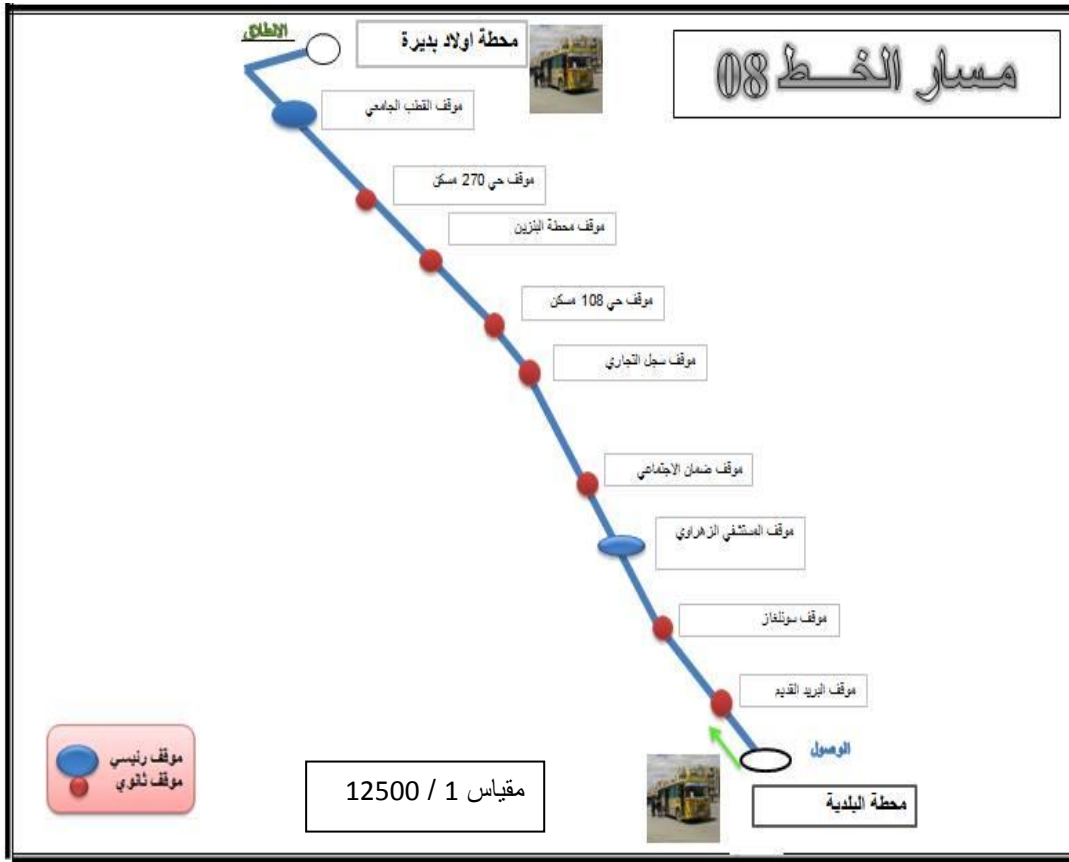 مسار الخط 08
الانطلاق
محطة اولاد بديرة
موقف القطب الجامعي
موقف حي 270 مسكن
موقف محطة البنزين
موقف حي 108 مسكن
موقف سجل التجاري
موقف ضمان الاجتماعي
موقف المستشفي الزهراوي
موقف سونلغاز
موقف البريد القديم
الوصول
محطة البلدية
موقف رئيسي
موقف ثانوي
مقياس 1 / 12500